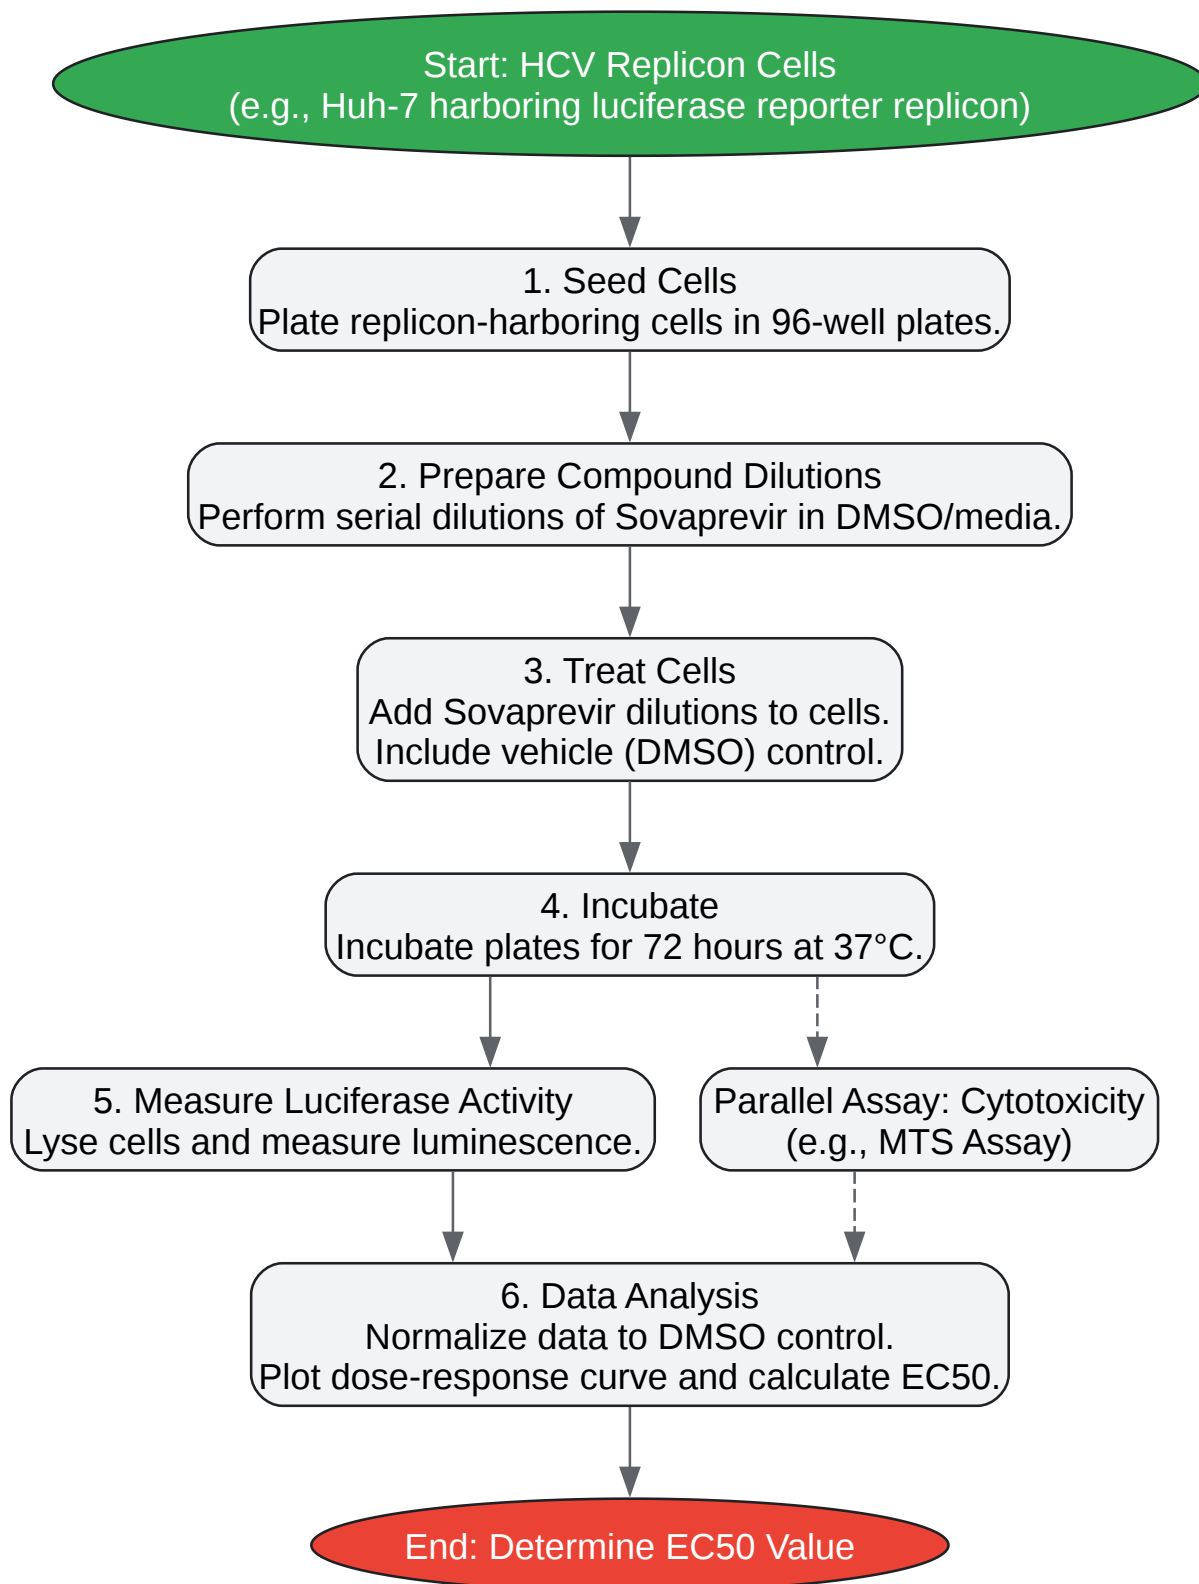 Start: HCV Replicon Cells
(e.g., Huh-7 harboring luciferase reporter replicon)
1. Seed Cells
Plate replicon-harboring cells in 96-well plates.
2. Prepare Compound Dilutions
Perform serial dilutions of Sovaprevir in DMSO/media.
3. Treat Cells
Add Sovaprevir dilutions to cells.
Include vehicle (DMSO) control.
4. Incubate
Incubate plates for 72 hours at 37°C.
5. Measure Luciferase Activity
Lyse cells and measure luminescence.
Parallel Assay: Cytotoxicity
(e.g., MTS Assay)
6. Data Analysis
Normalize data to DMSO control.
Plot dose-response curve and calculate EC50.
End: Determine EC50 Value